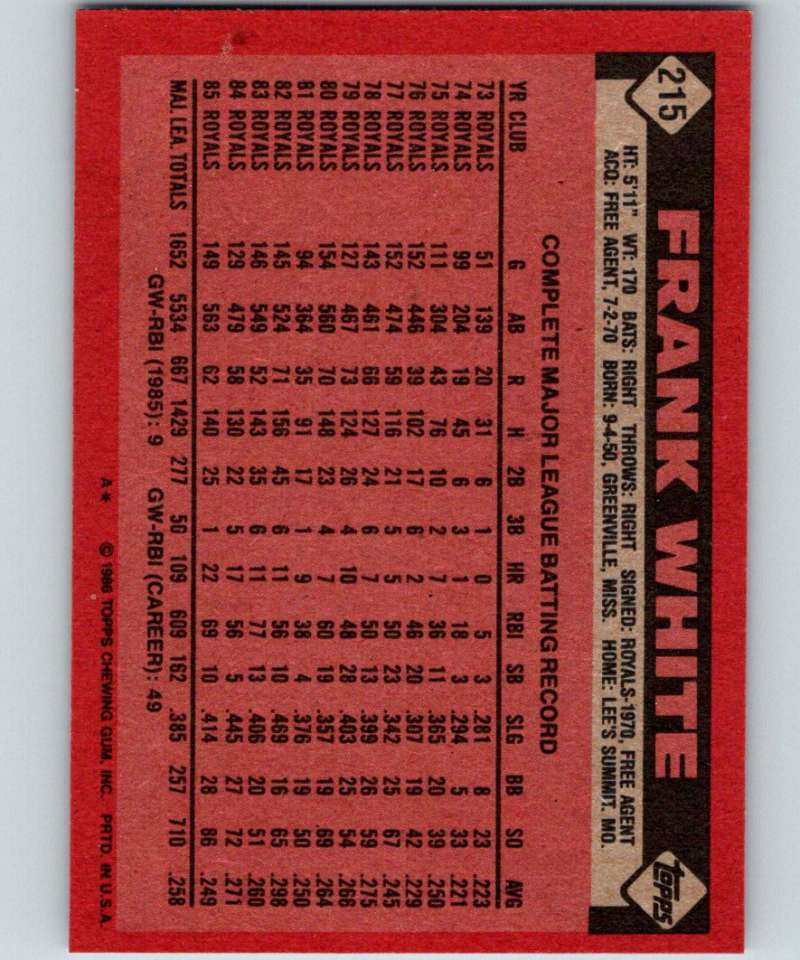 215 FRANK WHITE TOPPS
HT: 5'11" WT: 170 BATS: RIGHT THROWS: RIGHT SIGNED: ROYALS-1970, FREE AGENT
ACQ: FREE AGENT, 7-2-70 BORN: 9-4-50, GREENVILLE, MISS. HOME: LEE'S SUMMIT, MO.
COMPLETE MAJOR LEAGUE BATTING RECORD
YR CLUB G AB R H 2B 3B HR RBI SB SLG BB SO AVG
73 ROYALS 51 139 20 31 6 1 0 5 3 .281 8 23 .223
74 ROYALS 99 204 19 45 6 3 1 18 3 .294 5 33 .221
75 ROYALS 111 304 43 76 10 2 7 36 11 .365 20 39 .250
76 ROYALS 152 446 39 102 17 6 2 46 20 .307 19 42 .229
77 ROYALS 152 474 59 116 21 5 5 50 23 .342 25 67 .245
78 ROYALS 143 461 66 127 24 6 7 50 13 .399 26 59 .275
79 ROYALS 127 467 73 124 26 4 10 48 28 .403 25 54 .266
80 ROYALS 154 560 70 148 23 4 7 60 19 .357 19 69 .264
81 ROYALS 94 364 35 91 17 1 9 38 4 .376 19 50 .250
82 ROYALS 145 524 71 156 45 6 11 56 10 .469 16 65 .298
83 ROYALS 146 549 52 143 35 6 11 77 13 .406 20 51 .260
84 ROYALS 129 479 58 130 22 5 17 56 5 .445 27 72 .271
85 ROYALS 149 563 62 140 25 1 22 69 10 .414 28 86 .249
MAJ. LEA. TOTALS 1652 5534 667 1429 277 50 109 609 162 .385 257 710 .258
GW-RBI (1985): 9 GW-RBI (CAREER): 49
A* © 1986 TOPPS CHEWING GUM, INC. PRTD. IN U.S.A.